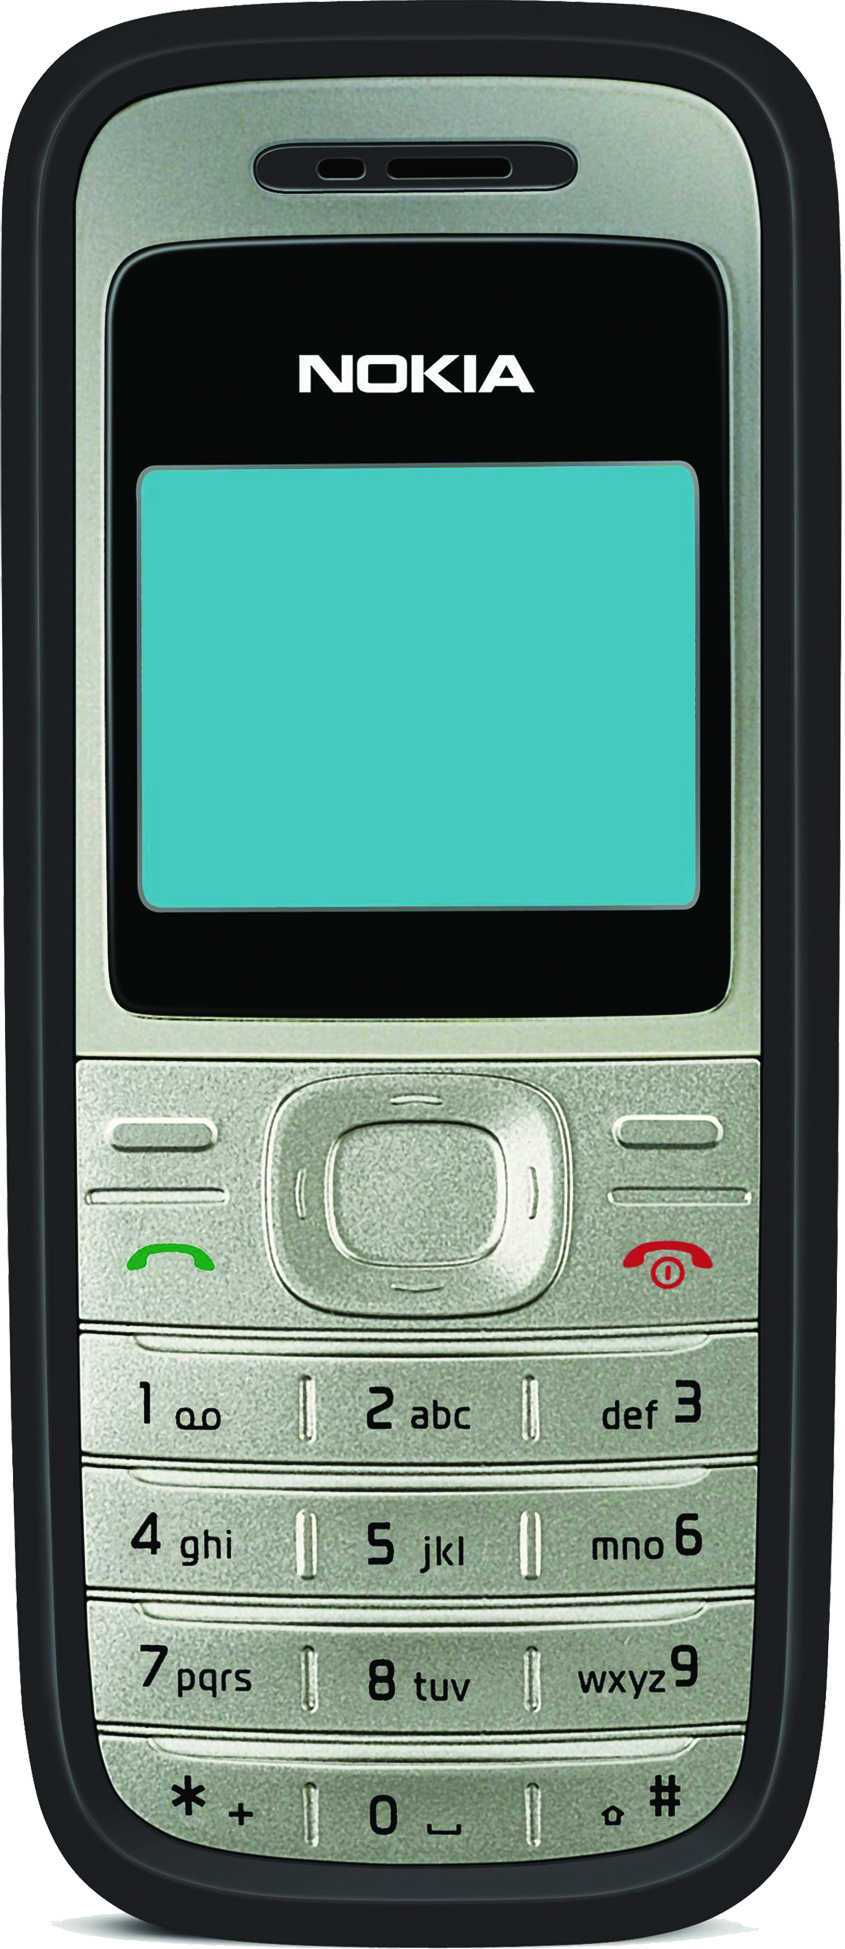 NOKIA
1 2 abc def 3
4 ghi 5 jkl mno 6
7 pqrs 8 tuv wxyz 9
* + 0 #